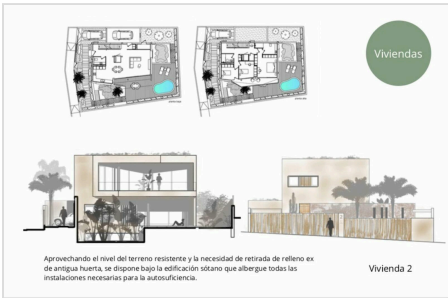 Viviendas
Aprovechando el nivel del terreno resistente y la necesidad de retirada de relleno ex
de antigua huerta, se dispone bajo la edificación sótano que albergue todas las
instalaciones necesarias para la autosuficiencia.
Vivienda 2